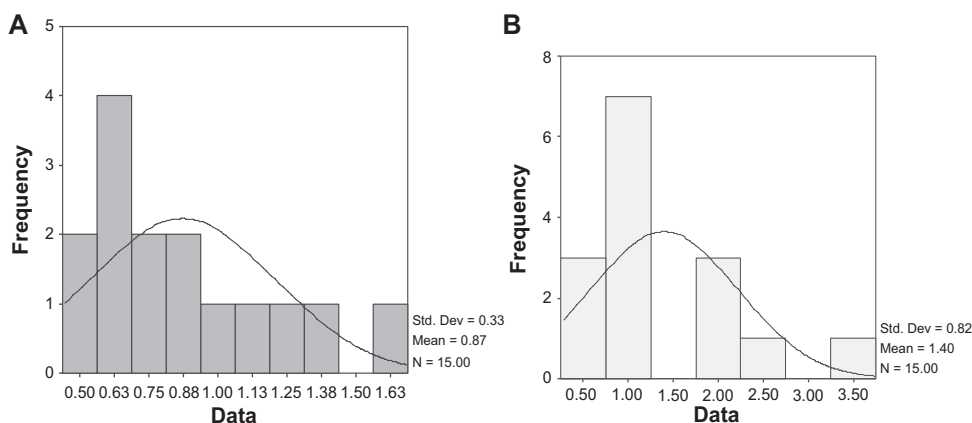 A
5
4
3
2
1
0
Frequency
0.50 0.63 0.75 0.88 1.00 1.13 1.25 1.38 1.50 1.63
Data
Std. Dev = 0.33
Mean = 0.87
N = 15.00
B
8
6
4
2
0
Frequency
0.50 1.00 1.50 2.00 2.50 3.00 3.50
Data
Std. Dev = 0.82
Mean = 1.40
N = 15.00